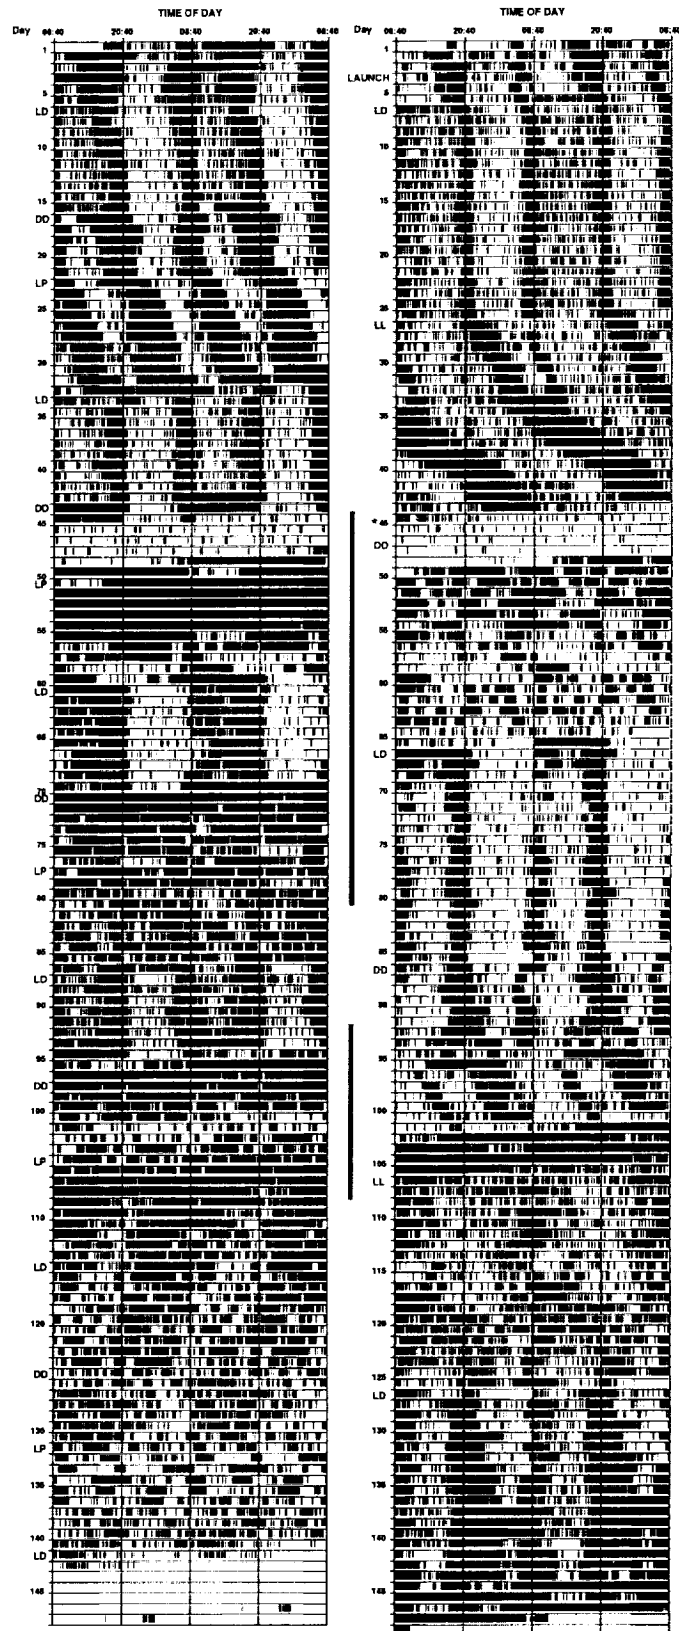 TIME OF DAY
Day 08:40 20:40 08:40 20:40 08:40
1
5
LD
10
15
DD
20
LP
25
30
LD
35
40
DD
45
50
LP
55
60
LD
65
70
DD
75
LP
80
85
LD
90
95
DD
100
LP
110
LD
120
DD
130
LP
135
140
LD
145
TIME OF DAY
Day 08:40 20:40 08:40 20:40 08:40
1
LAUNCH
5
LD
10
15
20
25
LL
30
35
40
* 45
DD
50
55
60
65
LD
70
75
80
85
DD
90
95
100
105
LL
110
115
120
125
LD
130
135
140
145